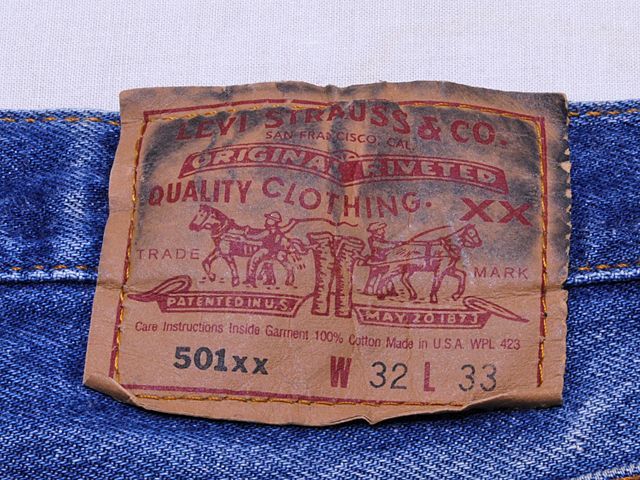 LEVI STRAUSS & CO.
SAN FRANCISCO, CAL.
ORIGINAL RIVETED
QUALITY CLOTHING.
XX
TRADE MARK
PATENTED IN U.S. MAY 20 1873
Care Instructions Inside Garment 100% Cotton Made in U.S.A. WPL 423
501xx W 32 L 33